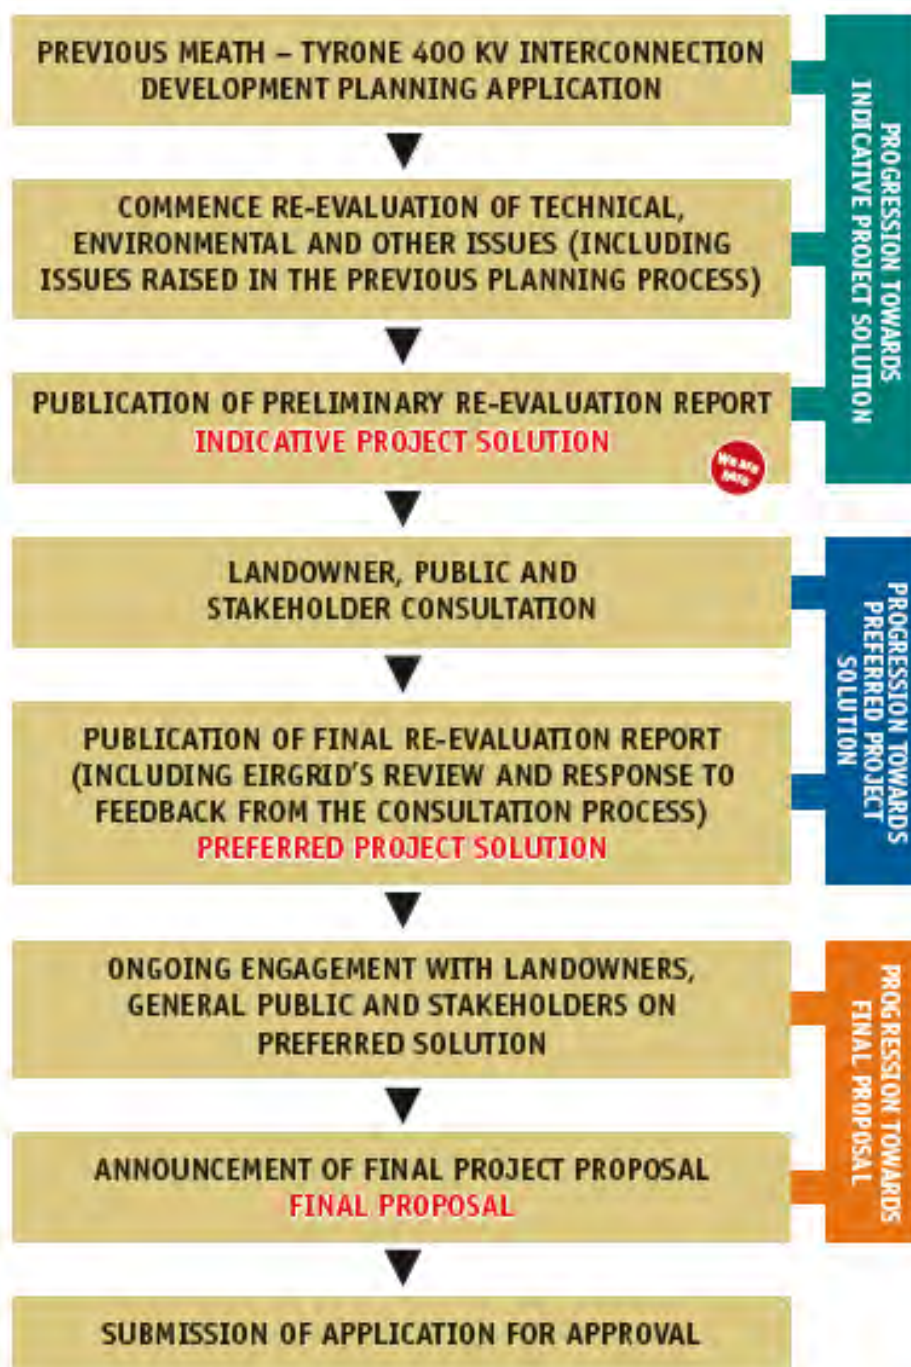 PREVIOUS MEATH – TYRONE 400 KV INTERCONNECTION
DEVELOPMENT PLANNING APPLICATION
COMMENCE RE-EVALUATION OF TECHNICAL,
ENVIRONMENTAL AND OTHER ISSUES (INCLUDING
ISSUES RAISED IN THE PREVIOUS PLANNING PROCESS)
PUBLICATION OF PRELIMINARY RE-EVALUATION REPORT
INDICATIVE PROJECT SOLUTION
We are
here
PROGRESSION TOWARDS
INDICATIVE PROJECT SOLUTION
LANDOWNER, PUBLIC AND
STAKEHOLDER CONSULTATION
PUBLICATION OF FINAL RE-EVALUATION REPORT
(INCLUDING EIRGRID'S REVIEW AND RESPONSE TO
FEEDBACK FROM THE CONSULTATION PROCESS)
PREFERRED PROJECT SOLUTION
PROGRESSION TOWARDS
PREFERRED PROJECT
SOLUTION
ONGOING ENGAGEMENT WITH LANDOWNERS,
GENERAL PUBLIC AND STAKEHOLDERS ON
PREFERRED SOLUTION
ANNOUNCEMENT OF FINAL PROJECT PROPOSAL
FINAL PROPOSAL
PROGRESSION TOWARDS
FINAL PROPOSAL
SUBMISSION OF APPLICATION FOR APPROVAL